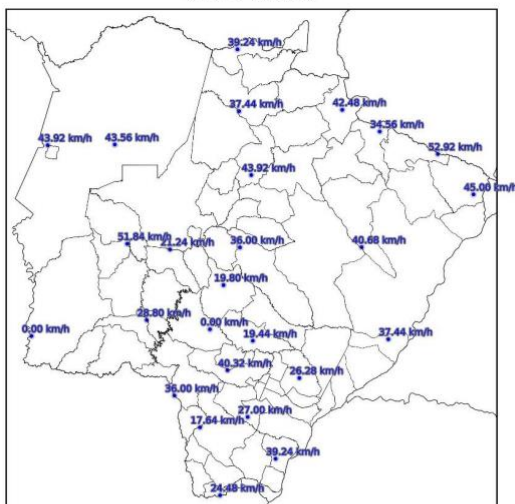 39.24 km/h
37.44 km/h
42.48 km/h
34.56 km/h
43.92 km/h
43.56 km/h
52.92 km/h
43.92 km/h
45.00 km/h
51.84 km/h
21.24 km/h
36.00 km/h
40.68 km/h
19.80 km/h
28.80 km/h
0.00 km/h
0.00 km/h
19.44 km/h
37.44 km/h
40.32 km/h
26.28 km/h
36.00 km/h
27.00 km/h
17.64 km/h
39.24 km/h
24.48 km/h